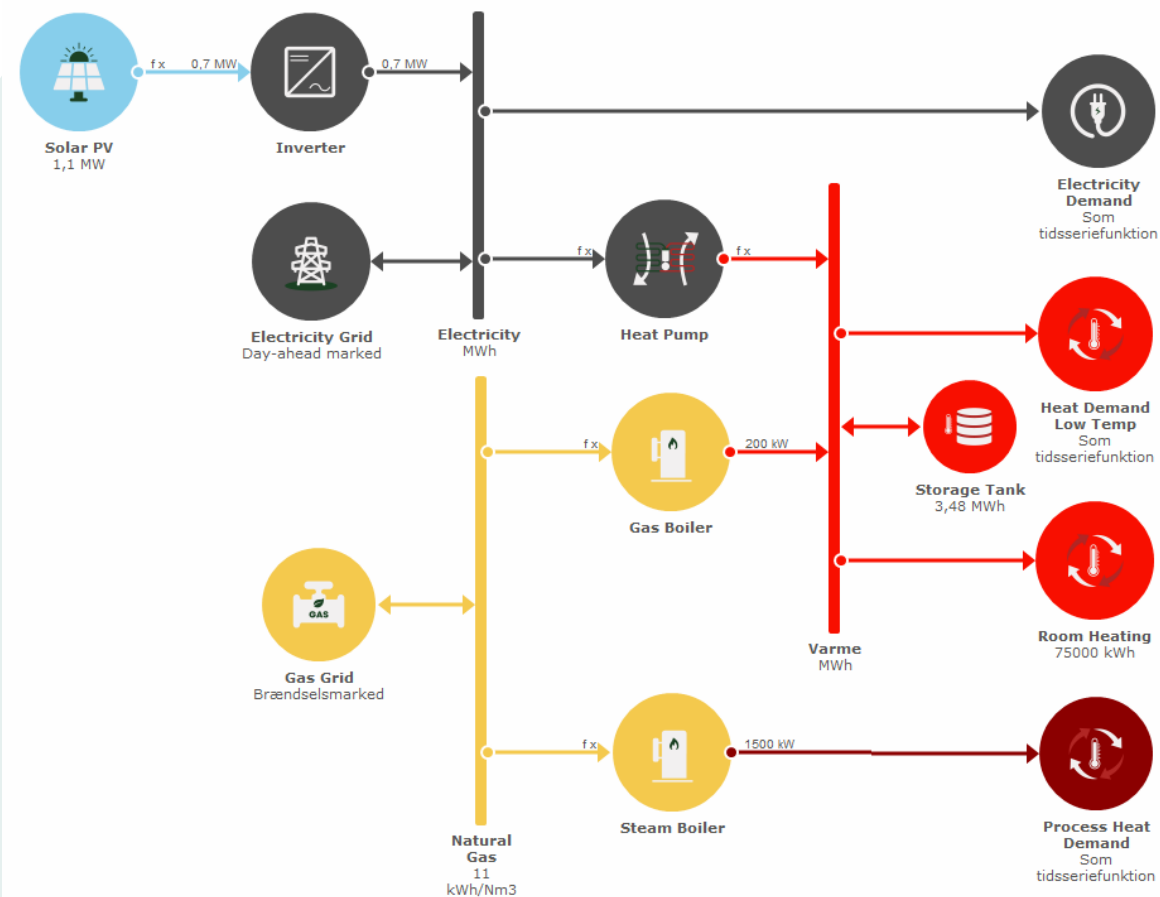 f x 0,7 MW
0,7 MW
Solar PV
1,1 MW
Inverter
Electricity
Demand
Som
tidsseriefunktion
f x
f x
Electricity Grid
Day-ahead marked
Electricity
MWh
Heat Pump
Heat Demand
Low Temp
Som
tidsseriefunktion
f x
200 kW
Storage Tank
3,48 MWh
Gas Boiler
GAS
Gas Grid
Brændselsmarked
Varme
MWh
Room Heating
75000 kWh
f x
1500 kW
Steam Boiler
Natural
Gas
11
kWh/Nm3
Process Heat
Demand
Som
tidsseriefunktion